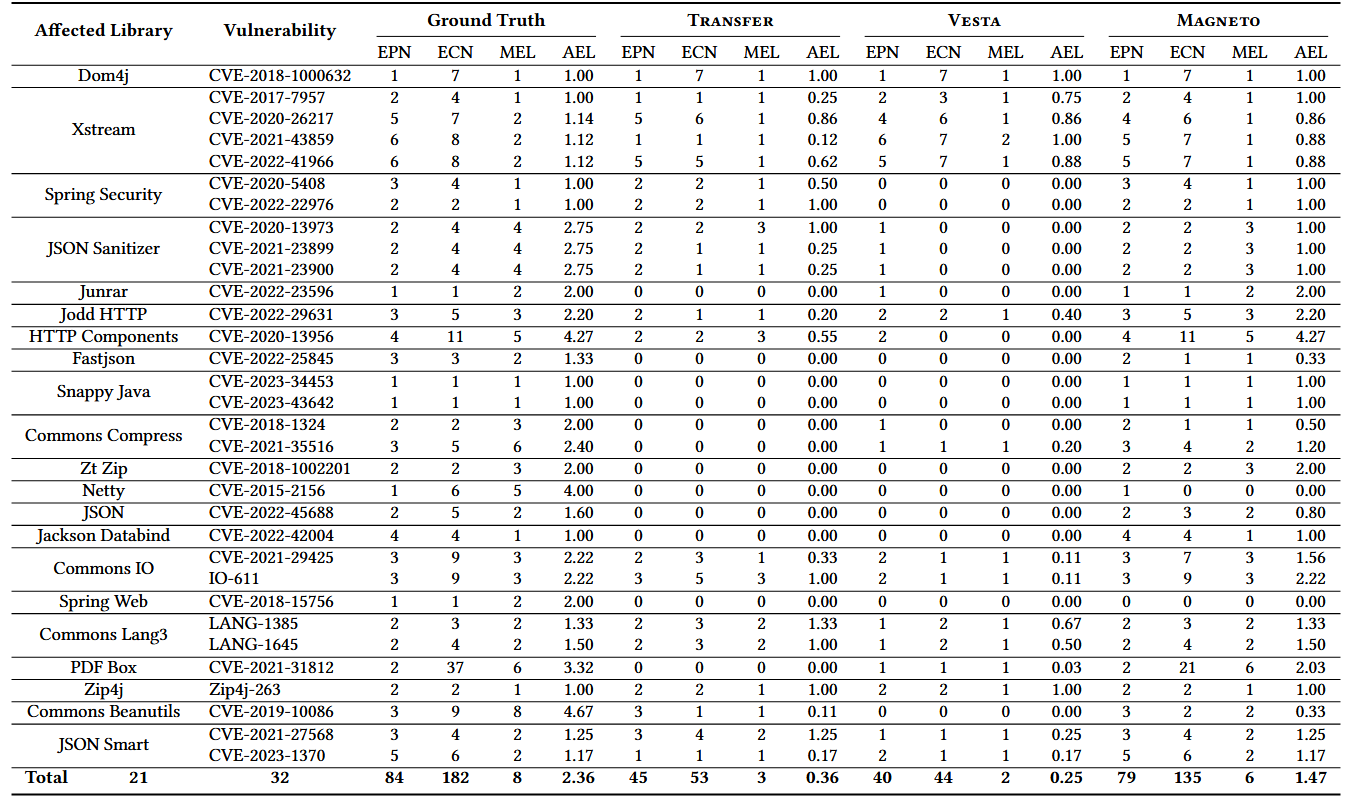 Affected Library Vulnerability Ground Truth TRANSFER VESTA MAGNETO
EPN ECN MEL AEL EPN ECN MEL AEL EPN ECN MEL AEL EPN ECN MEL AEL
Dom4j CVE-2018-1000632 1 7 1 1.00 1 7 1 1.00 1 7 1 1.00 1 7 1 1.00
Xstream CVE-2017-7957 2 4 1 1.00 1 1 1 0.25 2 3 1 0.75 2 4 1 1.00
CVE-2020-26217 5 7 2 1.14 5 6 1 0.86 4 6 1 0.86 4 6 1 0.86
CVE-2021-43859 6 8 2 1.12 1 1 1 0.12 6 7 2 1.00 5 7 1 0.88
CVE-2022-41966 6 8 2 1.12 5 5 1 0.62 5 7 1 0.88 5 7 1 0.88
Spring Security CVE-2020-5408 3 4 1 1.00 2 2 1 0.50 0 0 0 0.00 3 4 1 1.00
CVE-2022-22976 2 2 1 1.00 2 2 1 1.00 0 0 0 0.00 2 2 1 1.00
JSON Sanitizer CVE-2020-13973 2 4 4 2.75 2 2 3 1.00 1 0 0 0.00 2 2 3 1.00
CVE-2021-23899 2 4 4 2.75 2 1 1 0.25 1 0 0 0.00 2 2 3 1.00
CVE-2021-23900 2 4 4 2.75 2 1 1 0.25 1 0 0 0.00 2 2 3 1.00
Junrar CVE-2022-23596 1 1 2 2.00 0 0 0 0.00 1 0 0 0.00 1 1 2 2.00
Jodd HTTP CVE-2022-29631 3 5 3 2.20 2 1 1 0.20 2 2 1 0.40 3 5 3 2.20
HTTP Components CVE-2020-13956 4 11 5 4.27 2 2 3 0.55 2 0 0 0.00 4 11 5 4.27
Fastjson CVE-2022-25845 3 3 2 1.33 0 0 0 0.00 0 0 0 0.00 2 1 1 0.33
Snappy Java CVE-2023-34453 1 1 1 1.00 0 0 0 0.00 0 0 0 0.00 1 1 1 1.00
CVE-2023-43642 1 1 1 1.00 0 0 0 0.00 0 0 0 0.00 1 1 1 1.00
Commons Compress CVE-2018-1324 2 2 3 2.00 0 0 0 0.00 1 0 0 0.00 2 1 1 0.50
CVE-2021-35516 3 5 6 2.40 0 0 0 0.00 1 1 1 0.20 3 4 2 1.20
Zt Zip CVE-2018-1002201 2 2 3 2.00 0 0 0 0.00 0 0 0 0.00 2 2 3 2.00
Netty CVE-2015-2156 1 6 5 4.00 0 0 0 0.00 0 0 0 0.00 1 0 0 0.00
JSON CVE-2022-45688 2 5 2 1.60 0 0 0 0.00 0 0 0 0.00 2 3 2 0.80
Jackson Databind CVE-2022-42004 4 4 1 1.00 0 0 0 0.00 0 0 0 0.00 4 4 1 1.00
Commons IO CVE-2021-29425 3 9 3 2.22 2 3 1 0.33 2 1 1 0.11 3 7 3 1.56
IO-611 3 9 3 2.22 3 5 3 1.00 2 1 1 0.11 3 9 3 2.22
Spring Web CVE-2018-15756 1 1 2 2.00 0 0 0 0.00 0 0 0 0.00 0 0 0 0.00
Commons Lang3 LANG-1385 2 3 2 1.33 2 3 2 1.33 1 2 1 0.67 2 3 2 1.33
LANG-1645 2 4 2 1.50 2 3 2 1.00 1 2 1 0.50 2 4 2 1.50
PDF Box CVE-2021-31812 2 37 6 3.32 0 0 0 0.00 1 1 1 0.03 2 21 6 2.03
Zip4j Zip4j-263 2 2 1 1.00 2 2 1 1.00 2 2 1 1.00 2 2 1 1.00
Commons Beanutils CVE-2019-10086 3 9 8 4.67 3 1 1 0.11 0 0 0 0.00 3 2 2 0.33
JSON Smart CVE-2021-27568 3 4 2 1.25 3 4 2 1.25 1 1 1 0.25 3 4 2 1.25
CVE-2023-1370 5 6 2 1.17 1 1 1 0.17 2 1 1 0.17 5 6 2 1.17
Total 21 32 84 182 8 2.36 45 53 3 0.36 40 44 2 0.25 79 135 6 1.47